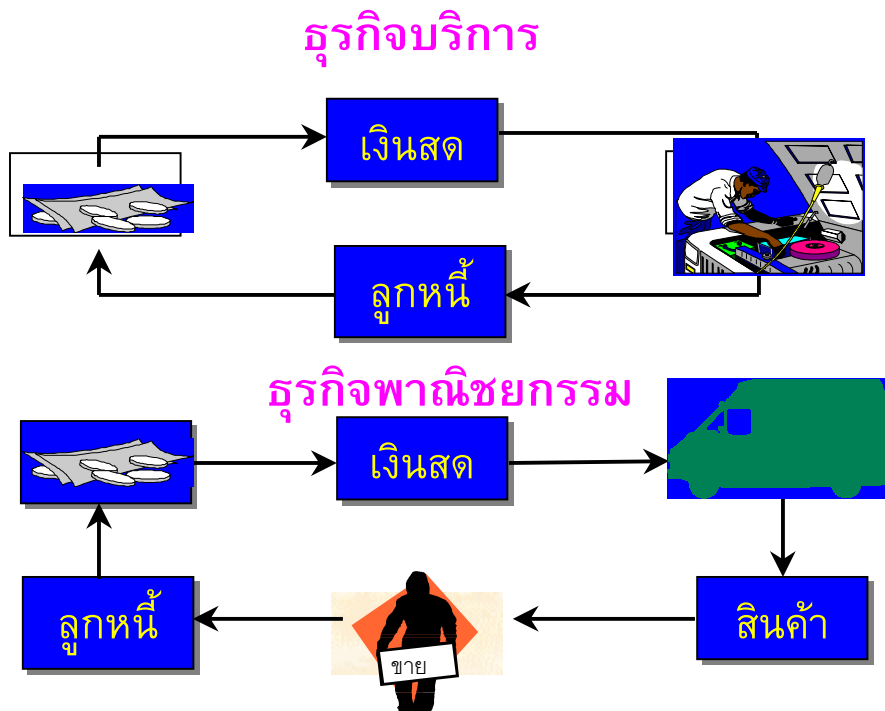 ธุรกิจบริการ
เงินสด
ลูกหนี้
ธุรกิจพาณิชยกรรม
เงินสด
ลูกหนี้
ขาย
สินค้า